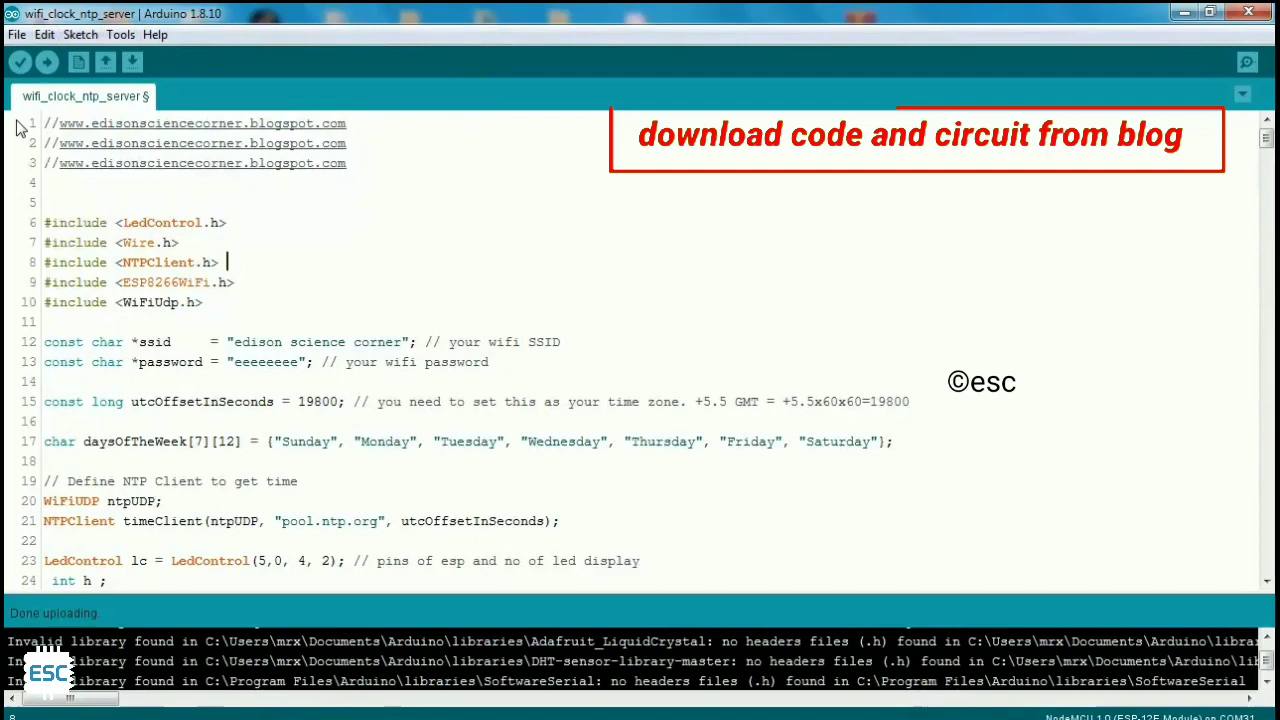 wifi_clock_ntp_server | Arduino 1.8.10
File Edit Sketch Tools Help
wifi_clock_ntp_server §
download code and circuit from blog
1 //www.edisonsciencecorner.blogspot.com
2 //www.edisonsciencecorner.blogspot.com
3 //www.edisonsciencecorner.blogspot.com
4
5
6 #include <LedControl.h>
7 #include <Wire.h>
8 #include <NTPClient.h>
9 #include <ESP8266WiFi.h>
10 #include <WiFiUdp.h>
11
12 const char *ssid     = "edison science corner"; // your wifi SSID
13 const char *password = "eeeeeeee"; // your wifi password
14
©esc
15 const long utcOffsetInSeconds = 19800; // you need to set this as your time zone. +5.5 GMT = +5.5x60x60=19800
16
17 char daysOfTheWeek[7][12] = {"Sunday", "Monday", "Tuesday", "Wednesday", "Thursday", "Friday", "Saturday"};
18
19 // Define NTP Client to get time
20 WiFiUDP ntpUDP;
21 NTPClient timeClient(ntpUDP, "pool.ntp.org", utcOffsetInSeconds);
22
23 LedControl lc = LedControl(5,0, 4, 2); // pins of esp and no of led display
24 int h ;
Done uploading.
Invalid library found in C:\Users\mrx\Documents\Arduino\libraries\Adafruit_LiquidCrystal: no headers files (.h) found in C:\Users\mrx\Documents\Arduino\libra
Invalid library found in C:\Users\mrx\Documents\Arduino\libraries\DHT-sensor-library-master: no headers files (.h) found in C:\Users\mrx\Documents\Arduino\li
found in C:\Program Files\Arduino\libraries\SoftwareSerial: no headers files (.h) found in C:\Program Files\Arduino\libraries\SoftwareSerial
ESC
8
NodeMCU 1.0 (ESP-12E Module) on COM31